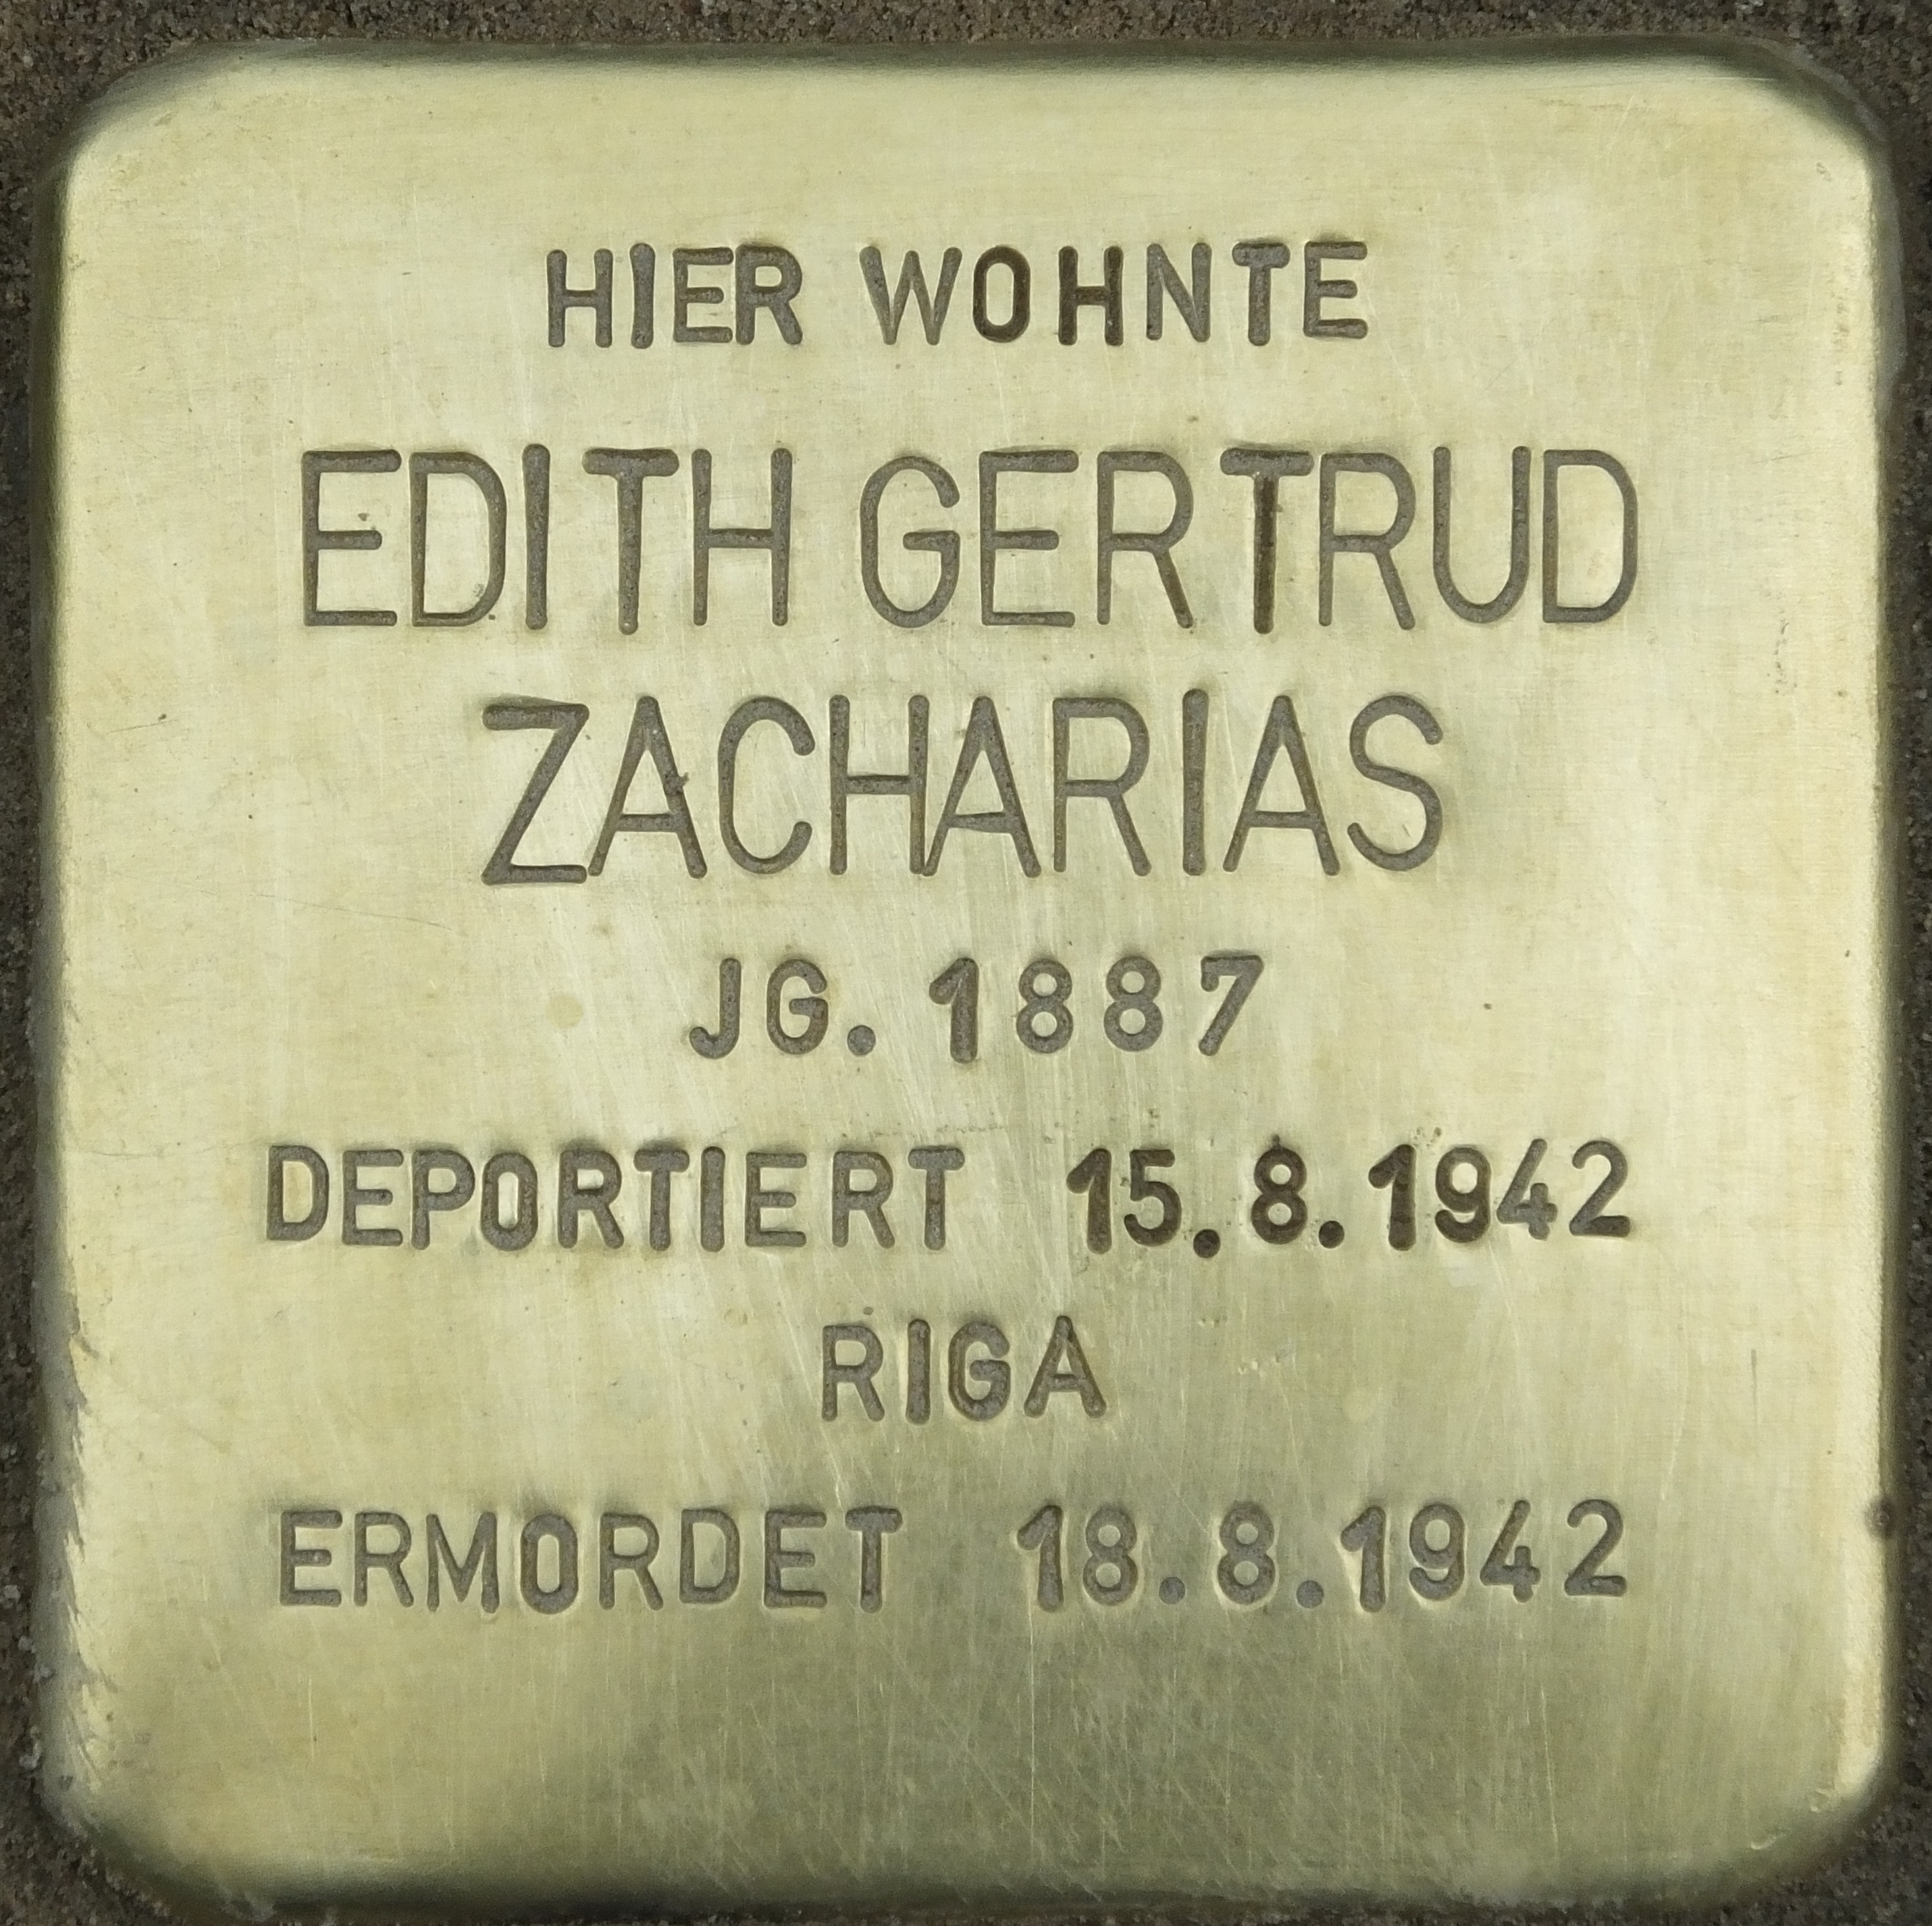 HIER WOHNTE
EDITH GERTRUD
ZACHARIAS
JG. 1887
DEPORTIERT 15.8.1942
RIGA
ERMORDET 18.8.1942